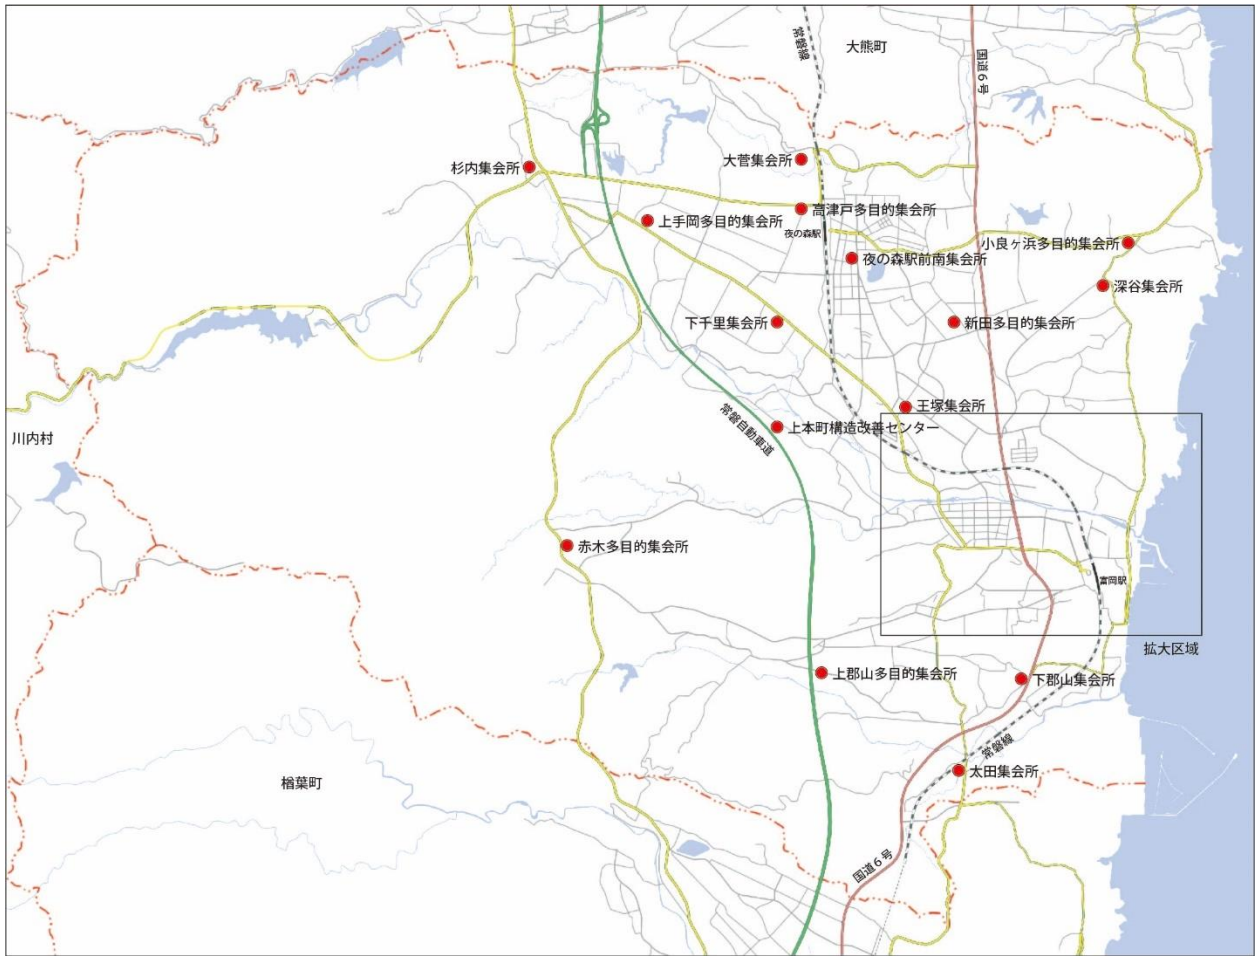 大熊町
常磐線
国道６号
杉内集会所
大菅集会所
高津戸多目的集会所
上手岡多目的集会所
夜の森駅
小良ヶ浜多目的集会所
夜の森駅前南集会所
深谷集会所
下千里集会所
新田多目的集会所
王塚集会所
常磐自動車道
上本町構造改善センター
川内村
赤木多目的集会所
富岡駅
拡大区域
上郡山多目的集会所
下郡山集会所
常磐線
太田集会所
楢葉町
国道６号